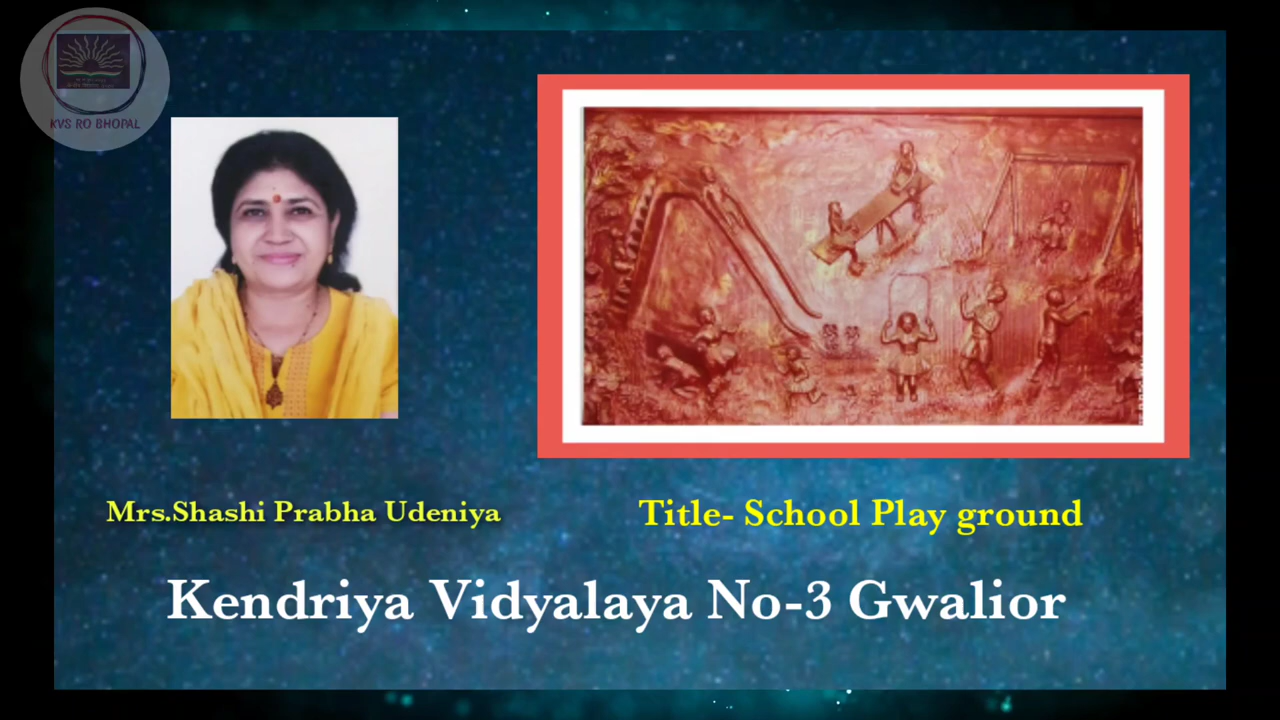 KVS RO BHOPAL
Mrs.Shashi Prabha Udeniya
Title- School Play ground
Kendriya Vidyalaya No-3 Gwalior